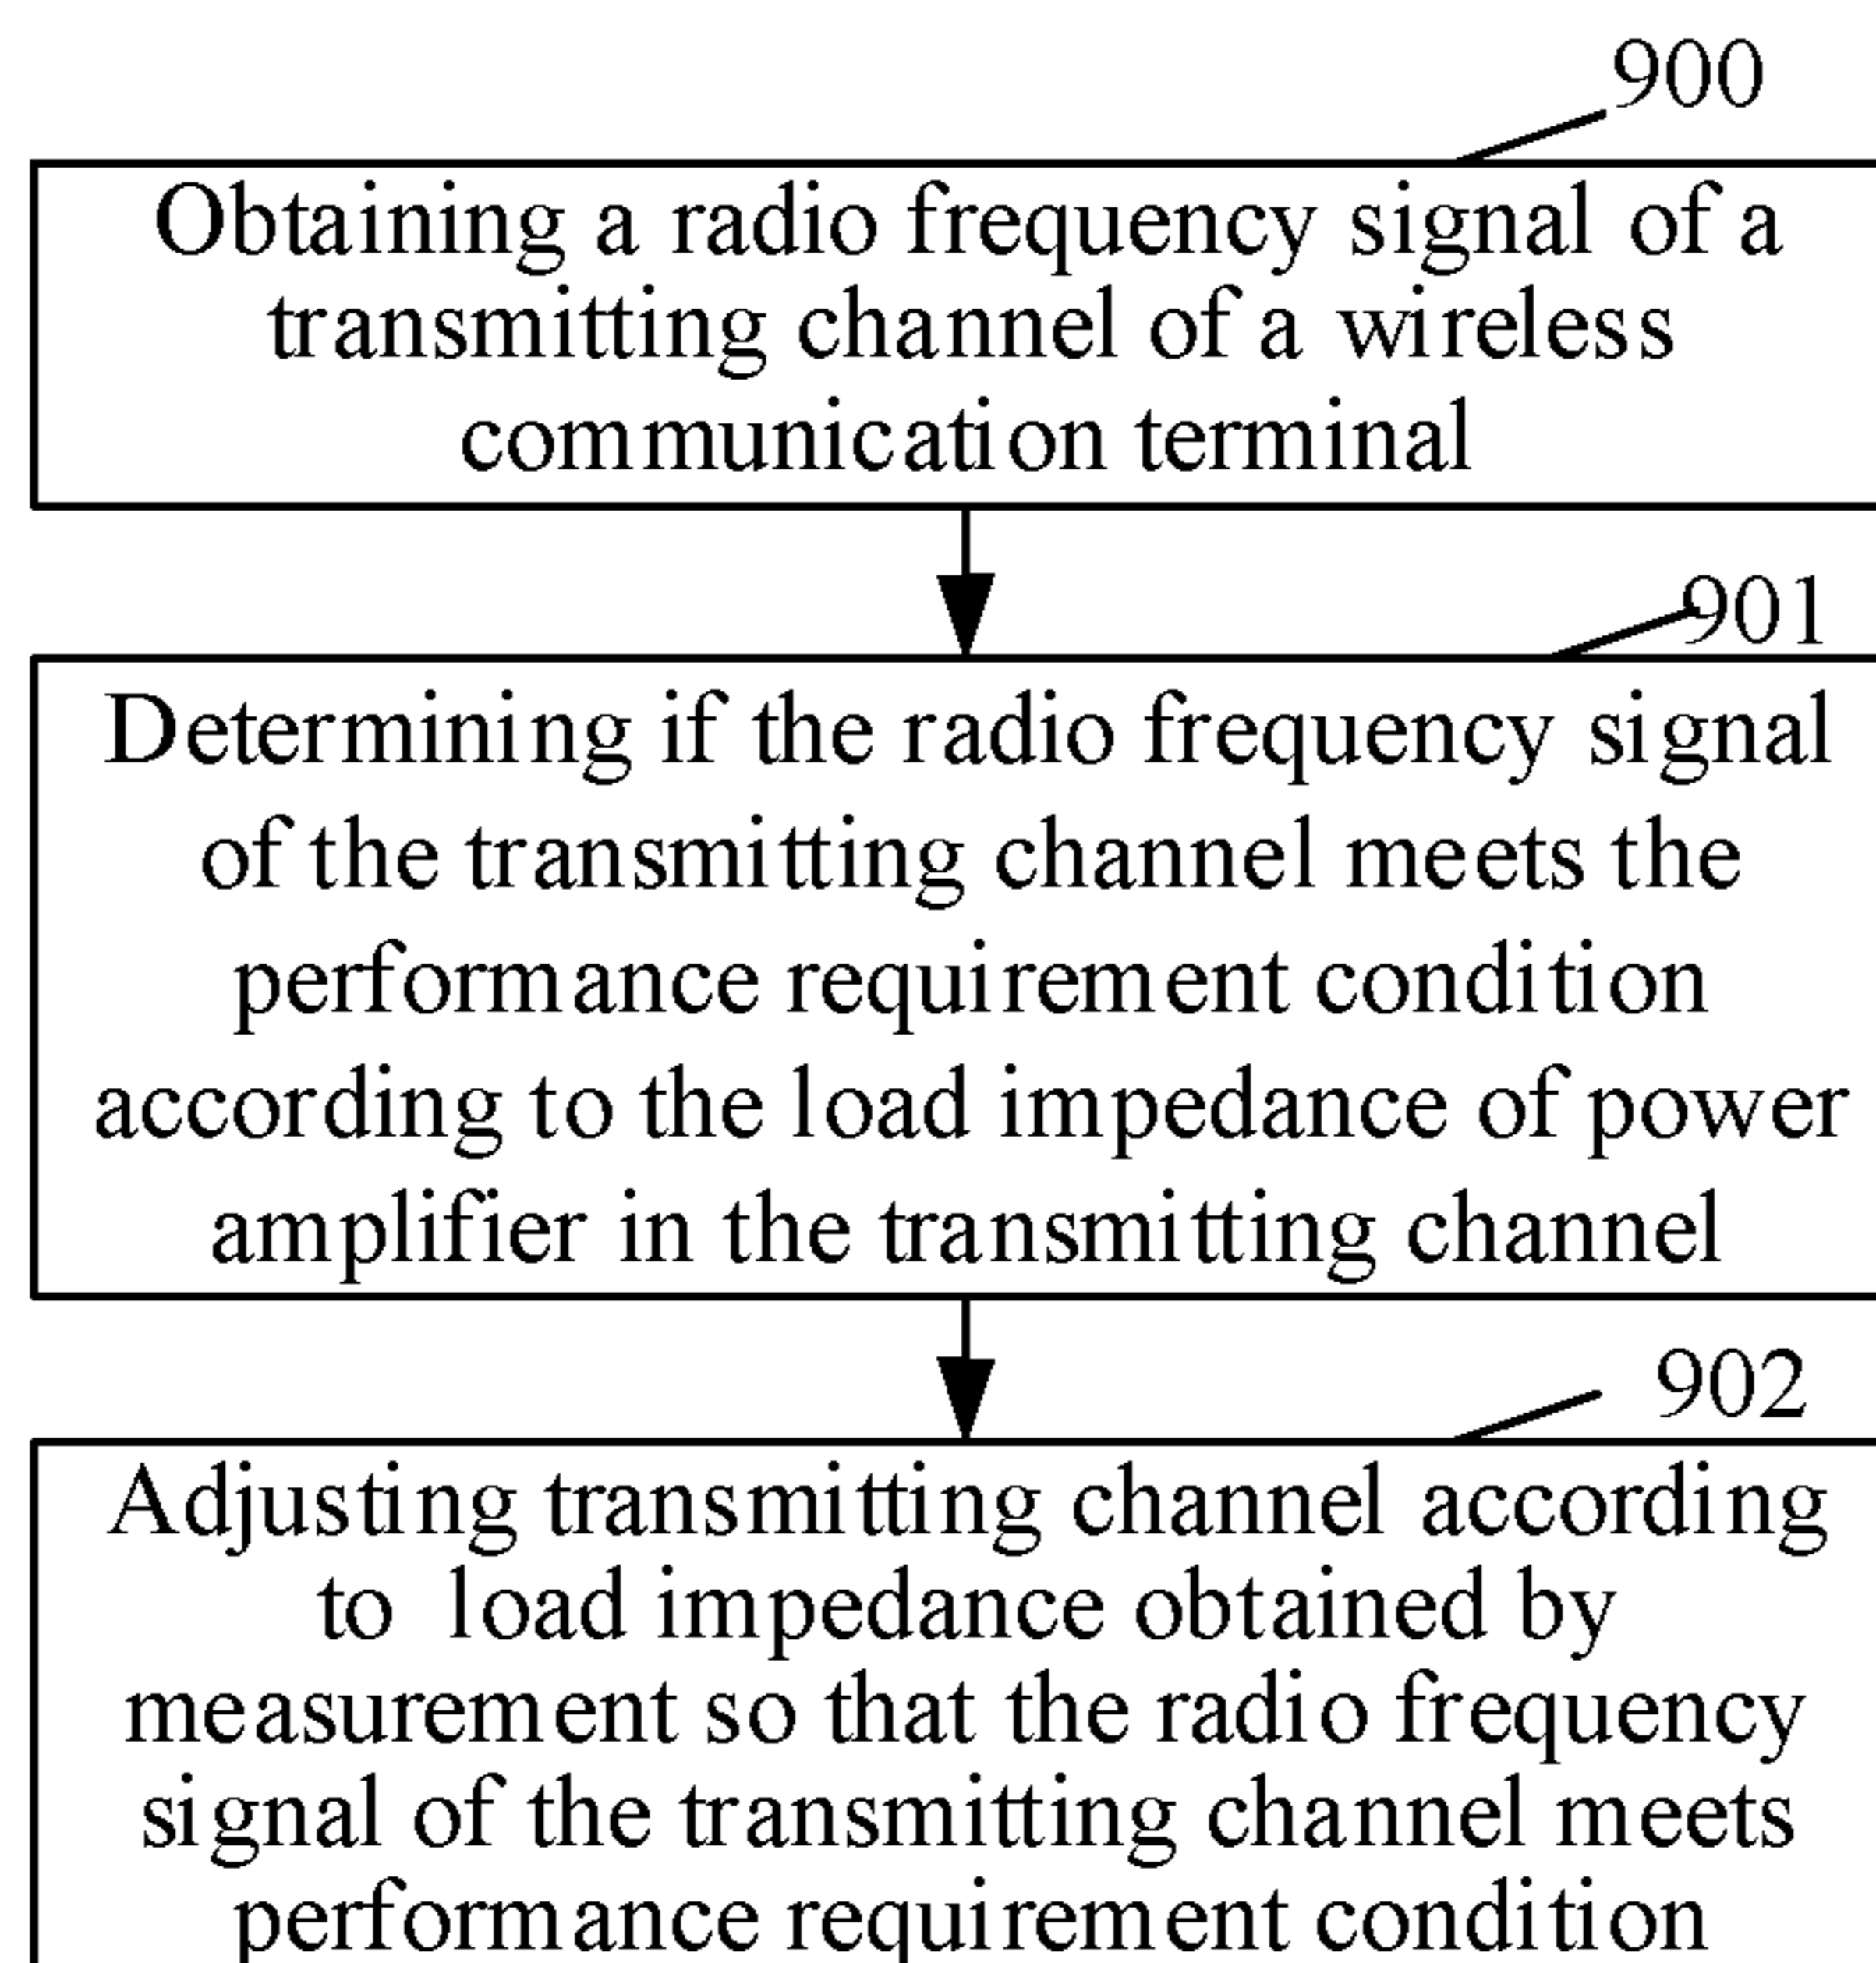 900
Obtaining a radio frequency signal of a
transmitting channel of a wireless
communication terminal
901
Determining if the radio frequency signal
of the transmitting channel meets the
performance requirement condition
according to the load impedance of power
amplifier in the transmitting channel
902
Adjusting transmitting channel according
to load impedance obtained by
measurement so that the radio frequency
signal of the transmitting channel meets
performance requirement condition